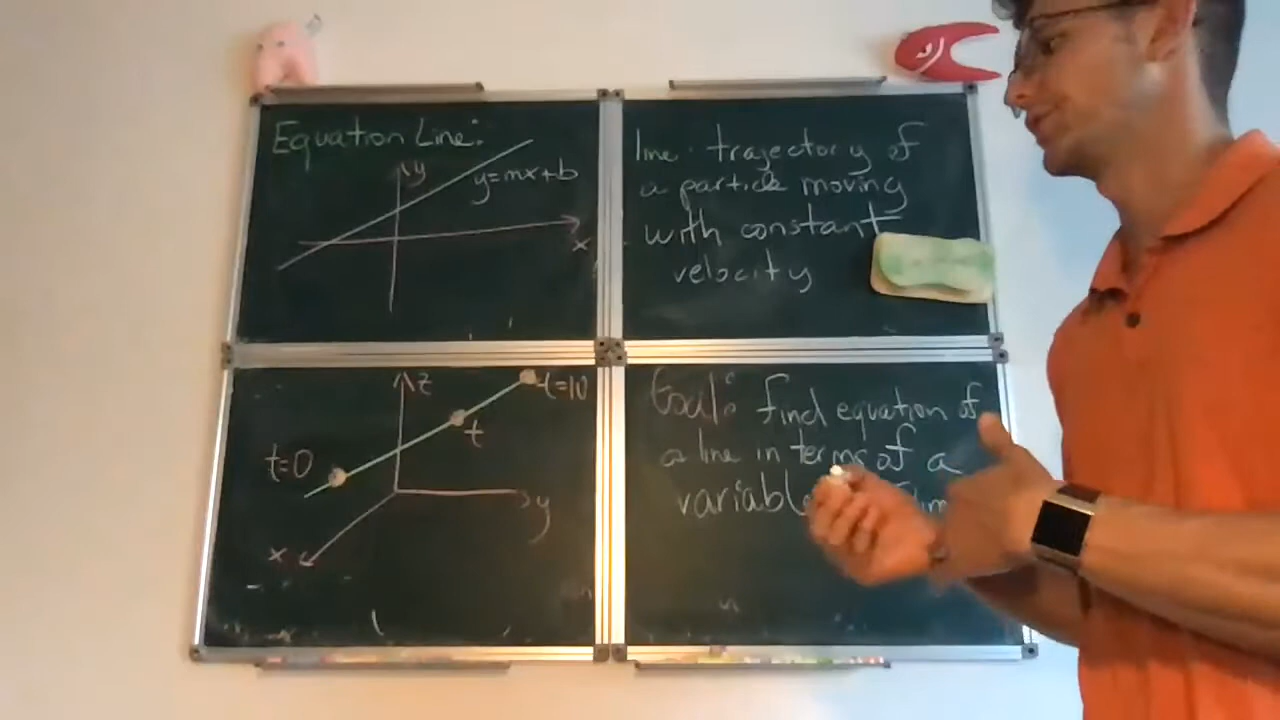 Equation Line:
y
y=mx+b
x
line: trajectory of
a particle moving
with constant
velocity
z
t=10
t
t=0
y
x
Goal: find equation of
a line in terms of a
variable